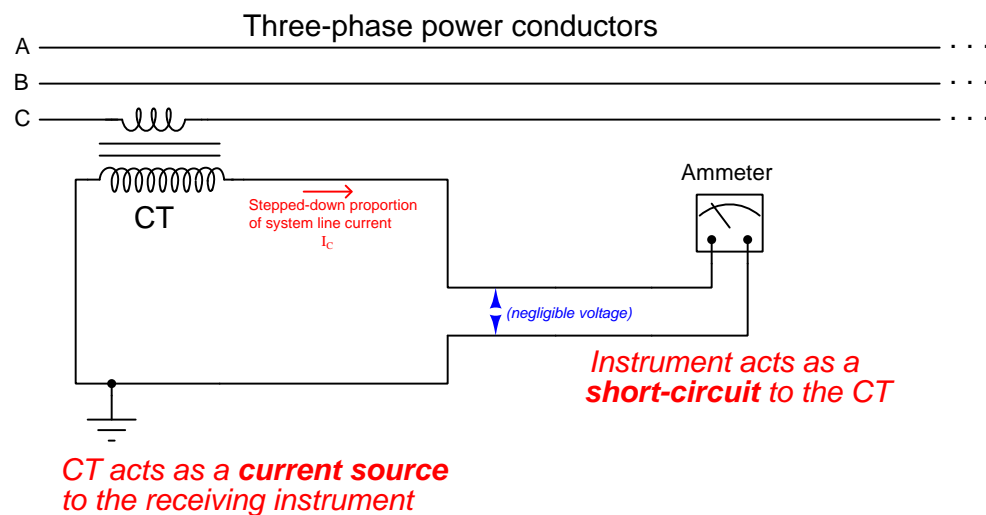 Three-phase power conductors
A
B
C
. . .
. . .
. . .
CT
Stepped-down proportion
of system line current
I_C
Ammeter
(negligible voltage)
Instrument acts as a
short-circuit to the CT
CT acts as a current source
to the receiving instrument